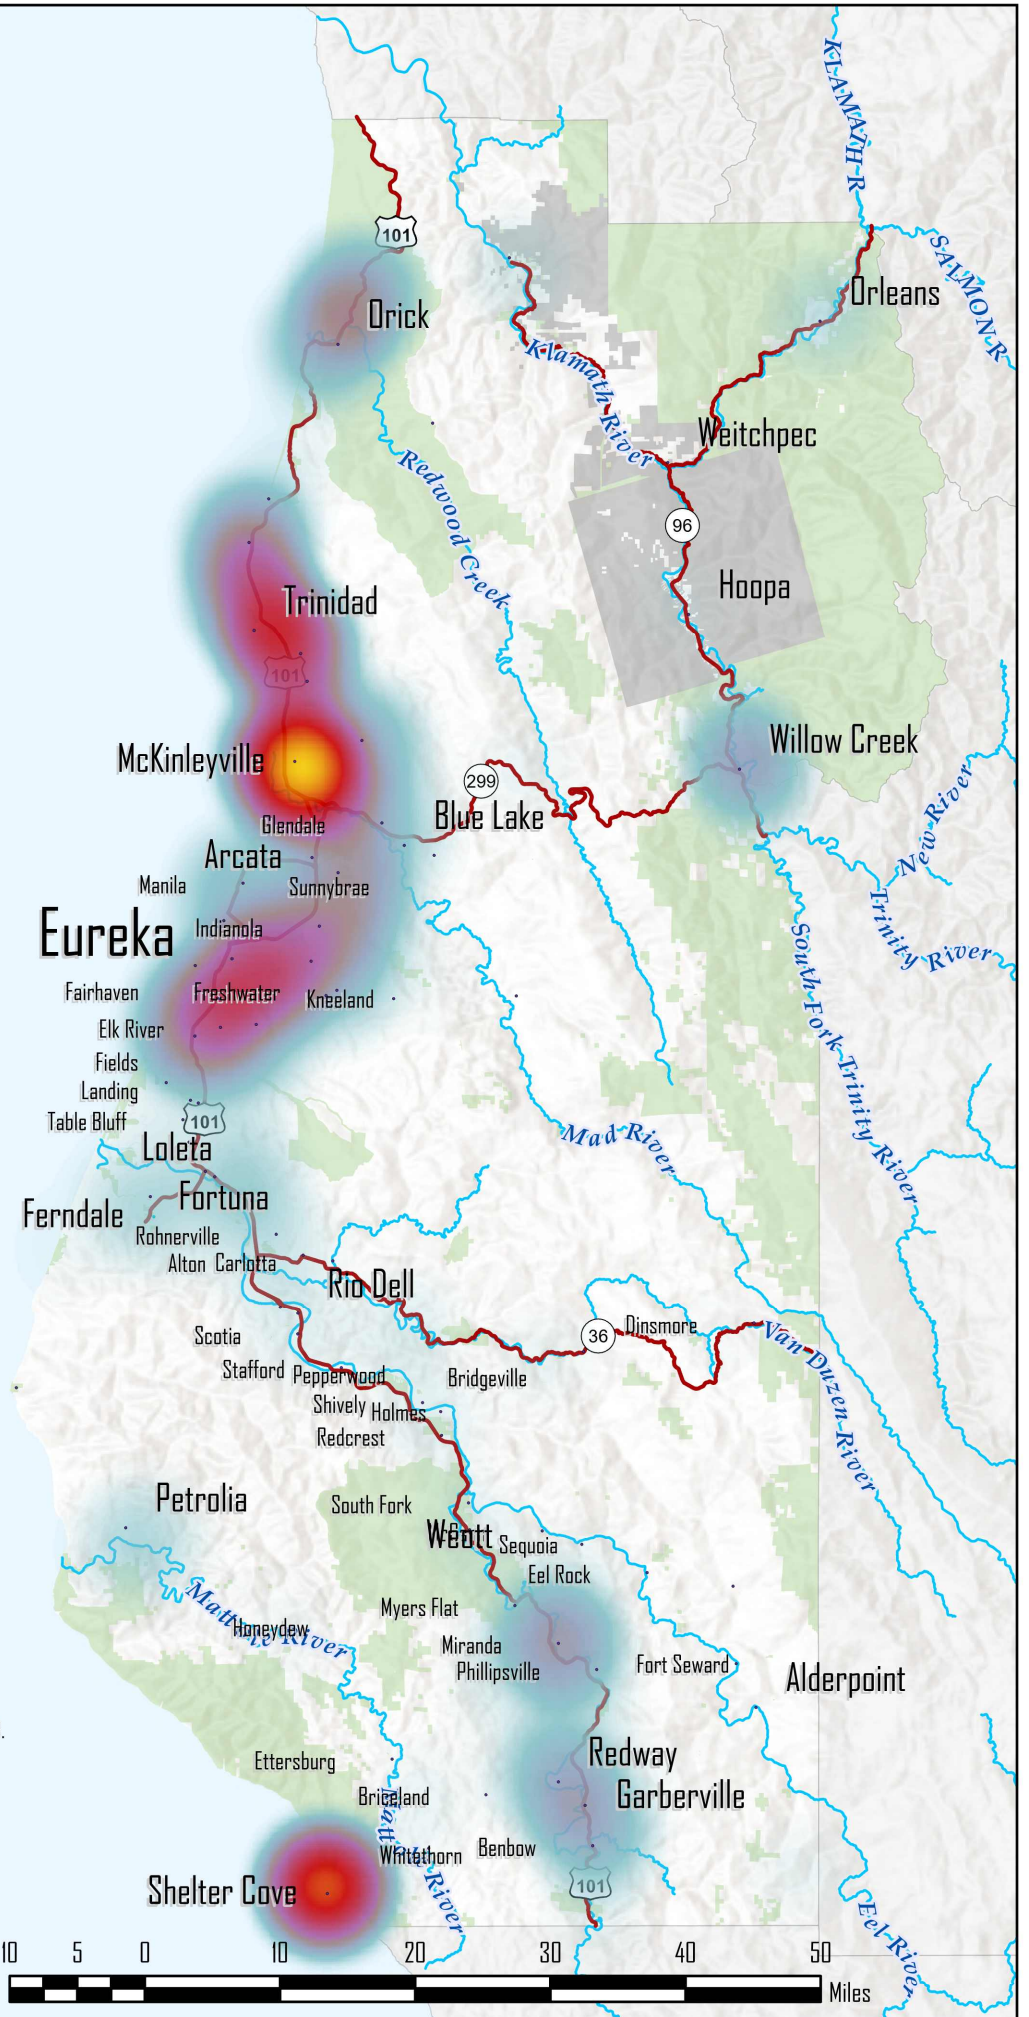 KLAMATH R
101
SALMON R
Orleans
Orick
Klamath River
Weitchpec
Redwood Creek
96
Hoopa
Trinidad
101
Willow Creek
McKinleyville
299
New River
Blue Lake
Glendale
Arcata
Manila
Sunnybrae
Trinity River
Eureka
Indianola
South Fork Trinity River
Fairhaven
Freshwater
Kneeland
Elk River
Fields
Landing
Table Bluff
101
Mad River
Loleta
Fortuna
Ferndale
Rohnerville
Alton
Carlotta
Rio Dell
Scotia
36
Dinsmore
Van Duzen River
Stafford
Pepperwood
Bridgeville
Shively
Holmes
Redcrest
Petrolia
South Fork
Weott
Sequoia
Eel Rock
Mattole River
Honeydew
Myers Flat
Miranda
Phillipsville
Fort Seward
Alderpoint
Ettersburg
Redway
Garberville
Briceland
Mattole River
Whitethorn
Benbow
Shelter Cove
101
Eel River
10 5 0 10 20 30 40 50
Miles